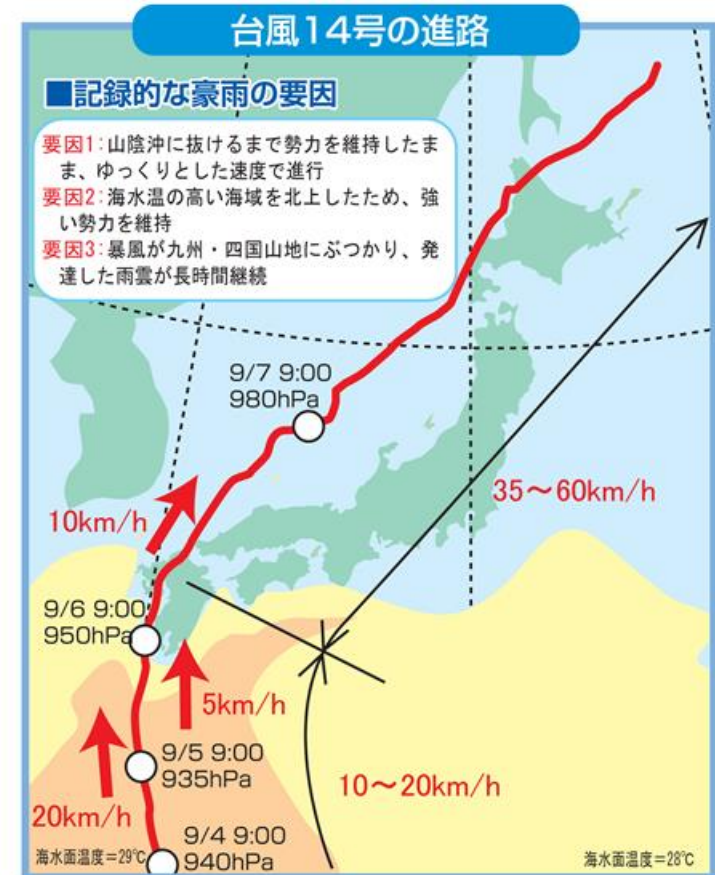 台風14号の進路
■記録的な豪雨の要因
要因1：山陰沖に抜けるまで勢力を維持したま
ま、ゆっくりとした速度で進行
要因2：海水温の高い海域を北上したため、強
い勢力を維持
要因3：暴風が九州・四国山地にぶつかり、発
達した雨雲が長時間継続
9/7 9:00
980hPa
10km/h
35～60km/h
9/6 9:00
950hPa
5km/h
9/5 9:00
935hPa
20km/h
10～20km/h
9/4 9:00
940hPa
海水面温度=29℃
海水面温度=28℃